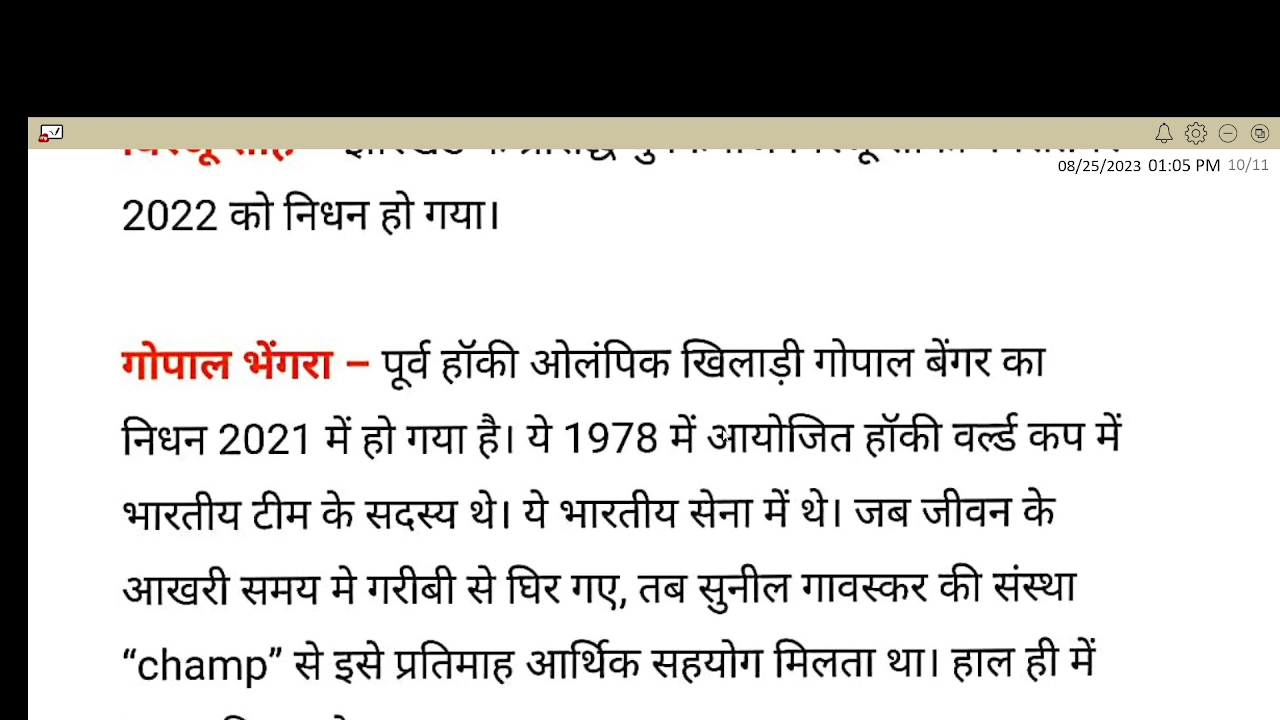 08/25/2023 01:05 PM 10/11
2022 को निधन हो गया।
गोपाल भेंगरा – पूर्व हॉकी ओलंपिक खिलाड़ी गोपाल बेंगर का
निधन 2021 में हो गया है। ये 1978 में आयोजित हॉकी वर्ल्ड कप में
भारतीय टीम के सदस्य थे। ये भारतीय सेना में थे। जब जीवन के
आखरी समय मे गरीबी से घिर गए, तब सुनील गावस्कर की संस्था
“champ” से इसे प्रतिमाह आर्थिक सहयोग मिलता था। हाल ही में